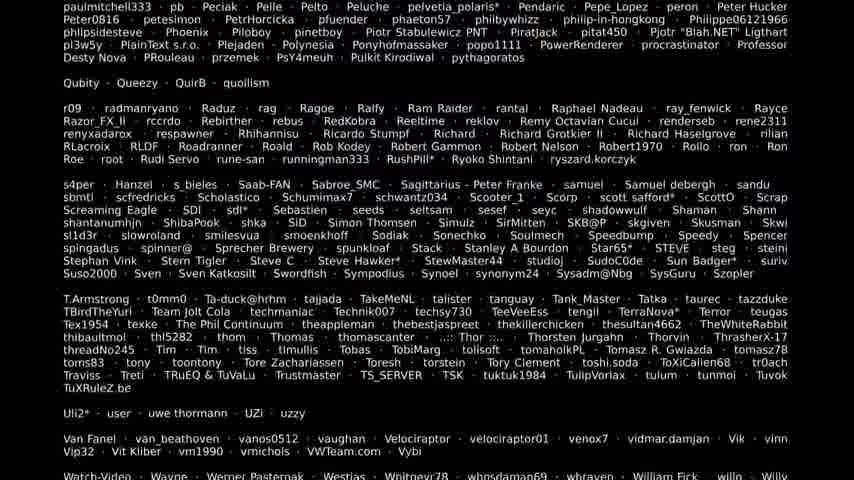 paulmitchell333 · pb · Peciak · Pelle · Pelto · Peluche · pelvetia_polaris* · Pendaric · Pepe_Lopez · peron · Peter Hucker
Peter0816 · petesimon · PetrHorcicka · pfuender · phaeton57 · philbywhizz · philip-in-hongkong · Philippe06121966
philipsidesteve · Phoenix · Piloboy · pinetboy · Piotr Stabulewicz PNT · PiratJack · pitat450 · Pjotr "Blah.NET" Ligthart
pl3w5y · PlainText s.r.o. · Plejaden · Polynesia · Ponyhofmassaker · popo1111 · PowerRenderer · procrastinator · Professor
Desty Nova · PRouleau · przemek · PsY4meuh · Pulkit Kirodiwal · pythagoratos
Qubity · Queezy · QuirB · quoilism
r09 · radmanryano · Raduz · rag · Ragoe · Ralfy · Ram Raider · rantal · Raphael Nadeau · ray_fenwick · Rayce
Razor_FX_II · rccrdo · Rebirther · rebus · RedKobra · Reeltime · reklov · Remy Octavian Cucui · renderseb · rene2311
renyxadarox · respawner · Rhihannisu · Ricardo Stumpf · Richard · Richard Grotkier II · Richard Haselgrove · rilian
RLacroix · RLDF · Roadranner · Roald · Rob Kodey · Robert Gammon · Robert Nelson · Robert1970 · Rollo · ron · Ron
Roe · root · Rudi Servo · rune-san · runningman333 · RushPill* · Ryoko Shintani · ryszard.korczyk
s4per · Hanzel · s_bieles · Saab-FAN · Sabroe_SMC · Sagittarius - Peter Franke · samuel · Samuel debergh · sandu
sbmtl · scfredricks · Scholastico · Schumimax7 · schwantz034 · Scooter_1 · Scorp · scott safford* · ScottO · Scrap
Screaming Eagle · SDI · sdl* · Sebastien · seeds · seltsam · sesef · seyc · shadowwulf · Shaman · Shann
shantanumhjn · ShibaPook · shka · SID · Simon Thomsen · Simulz · SirMitten · SKB@P · skgiven · Skusman · Skwi
sl1d3r · slowroland · smilesvua · smoenkhoff · Sodiak · Sonechko · Soulmech · Speedbump · Speedy · Spencer
spingadus · spinner@ · Sprecher Brewery · spunkloaf · Stack · Stanley A Bourdon · Star65* · STE\/E · steg · steini
Stephan Vink · Stern Tigler · Steve C · Steve Hawker* · StewMaster44 · studioj · SudoC0de · Sun Badger* · suriv
Suso2000 · Sven · Sven Katkosilt · Swordfish · Sympodius · Synoel · synonym24 · Sysadm@Nbg · SysGuru · Szopler
T.Armstrong · t0mm0 · Ta-duck@hrhm · tajjada · TakeMeNL · talister · tanguay · Tank_Master · Tatka · taurec · tazzduke
TBirdTheYuri · Team Jolt Cola · techmaniac · Technik007 · techsy730 · TeeVeeEss · tengil · TerraNova* · Terror · teugas
Tex1954 · texke · The Phil Continuum · theappleman · thebestjaspreet · thekillerchicken · thesultan4662 · TheWhiteRabbit
thibaultmol · thl5282 · thom · Thomas · thomascanter · ..:: Thor ::.. · Thorsten Jurgahn · Thorvin · ThrasherX-17
threadNo245 · Tim · Tim. · tiss · tlmullis · Tobas · TobiMarg · tolisoft · tomaholkPL · Tomasz R. Gwiazda · tomasz78
toms83 · tony · toontony · Tore Zachariassen · Toresh · torstein · Tory Clement · toshi.soda · ToXiCalien68 · tr0ach
Traviss · Treti · TRuEQ & TuVaLu · Trustmaster · TS_SERVER · TSK · tuktuk1984 · TulipVorlax · tulum · tunmoi · Tuvok
TuXRuleZ.be
Uli2* · user · uwe thormann · UZi · uzzy
Van Fanel · van_beathoven · vanos0512 · vaughan · Velociraptor · velociraptor01 · venox7 · vidmar.damjan · Vik · vinn
Vip32 · Vit Kliber · vm1990 · vmichols · VWTeam.com · Vybi
Watch-Video · Wayne · Werner Pasternak · Westlas · Whitgeyr78 · whosdaman69 · whraven · William Fick · willo · Willy